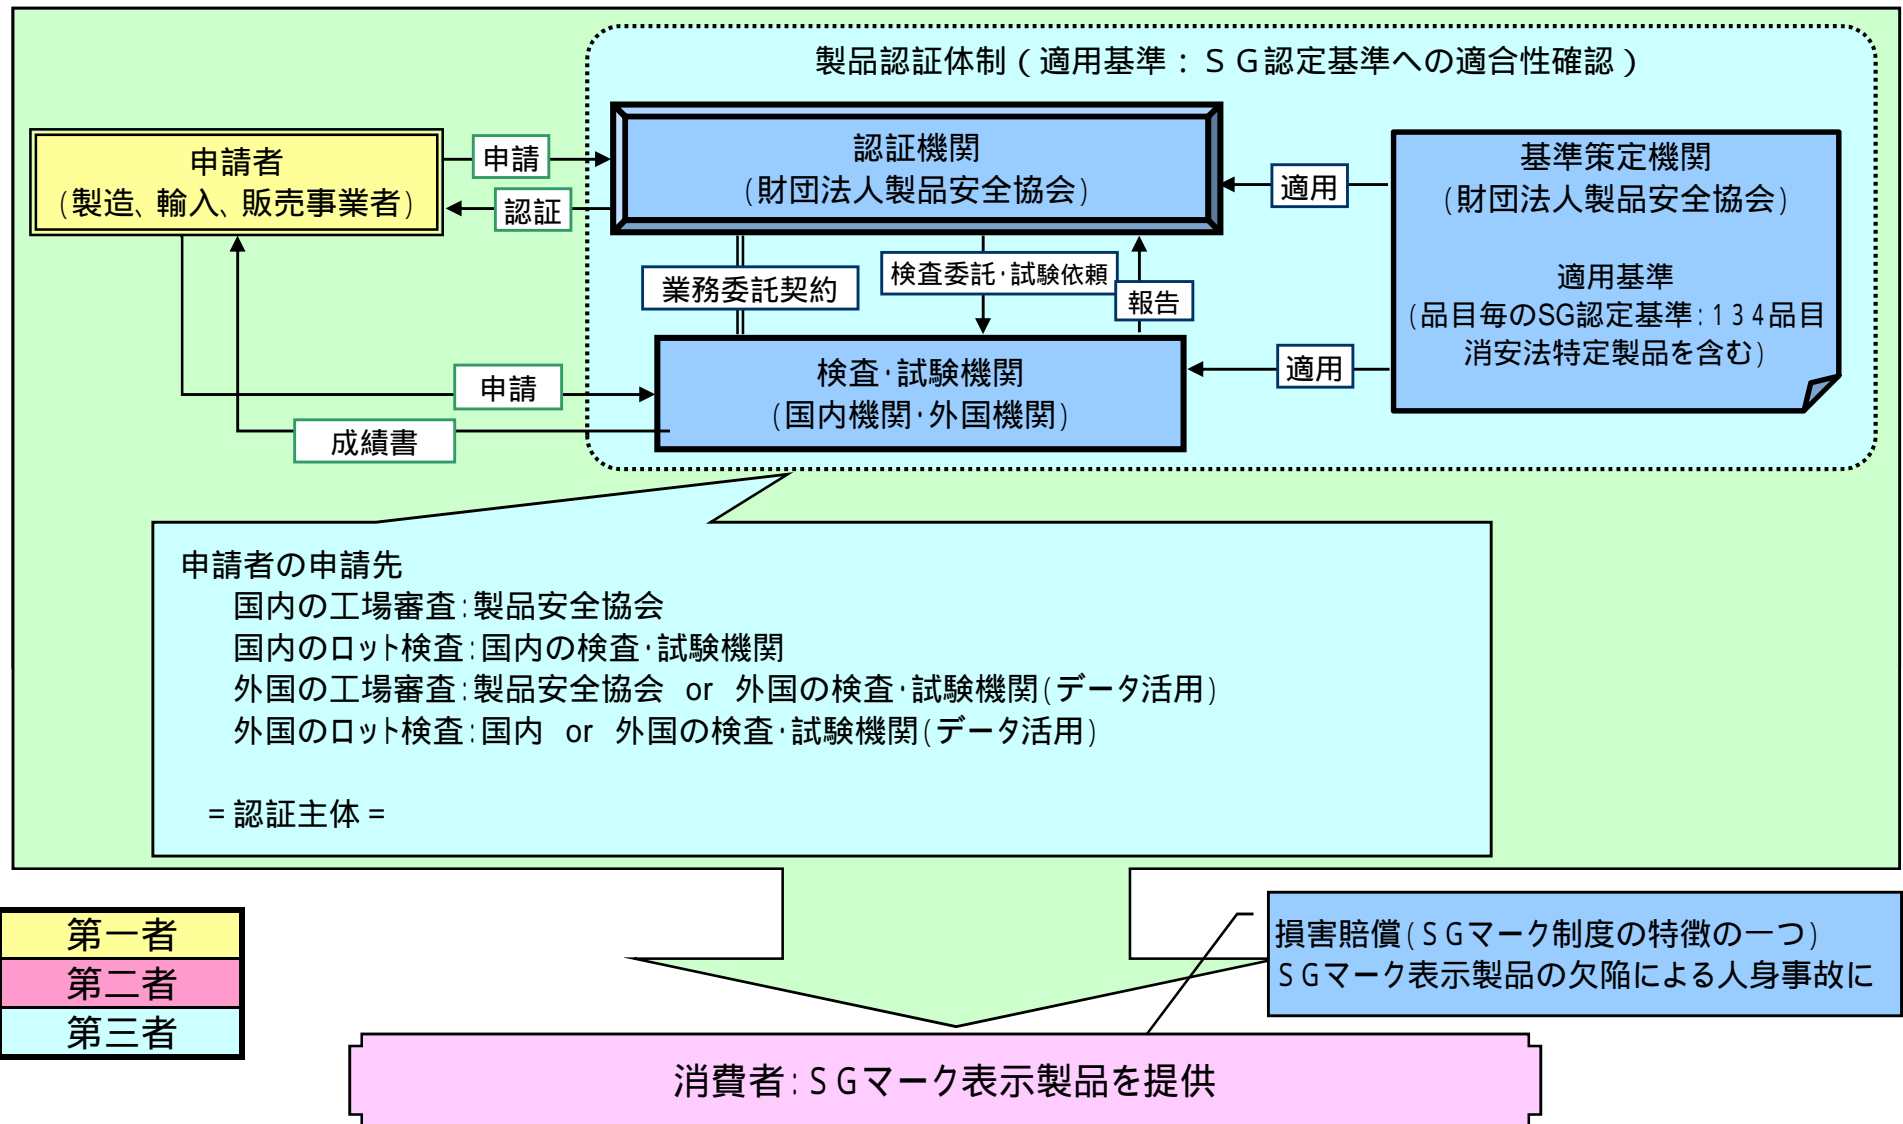 製品認証体制(適用基準:SG認定基準への適合性確認)
申請者
(製造、輸入、販売事業者)
申請
認証
認証機関
(財団法人製品安全協会)
適用
基準策定機関
(財団法人製品安全協会)
適用基準
(品目毎のSG認定基準:134品目
消安法特定製品を含む)
業務委託契約
検査委託・試験依頼
報告
検査・試験機関
(国内機関・外国機関)
適用
申請
成績書
申請者の申請先
国内の工場審査:製品安全協会
国内のロット検査:国内の検査・試験機関
外国の工場審査:製品安全協会 or 外国の検査・試験機関(データ活用)
外国のロット検査:国内 or 外国の検査・試験機関(データ活用)
=認証主体=
第一者
第二者
第三者
損害賠償(SGマーク制度の特徴の一つ)
SGマーク表示製品の欠陥による人身事故に
消費者:SGマーク表示製品を提供